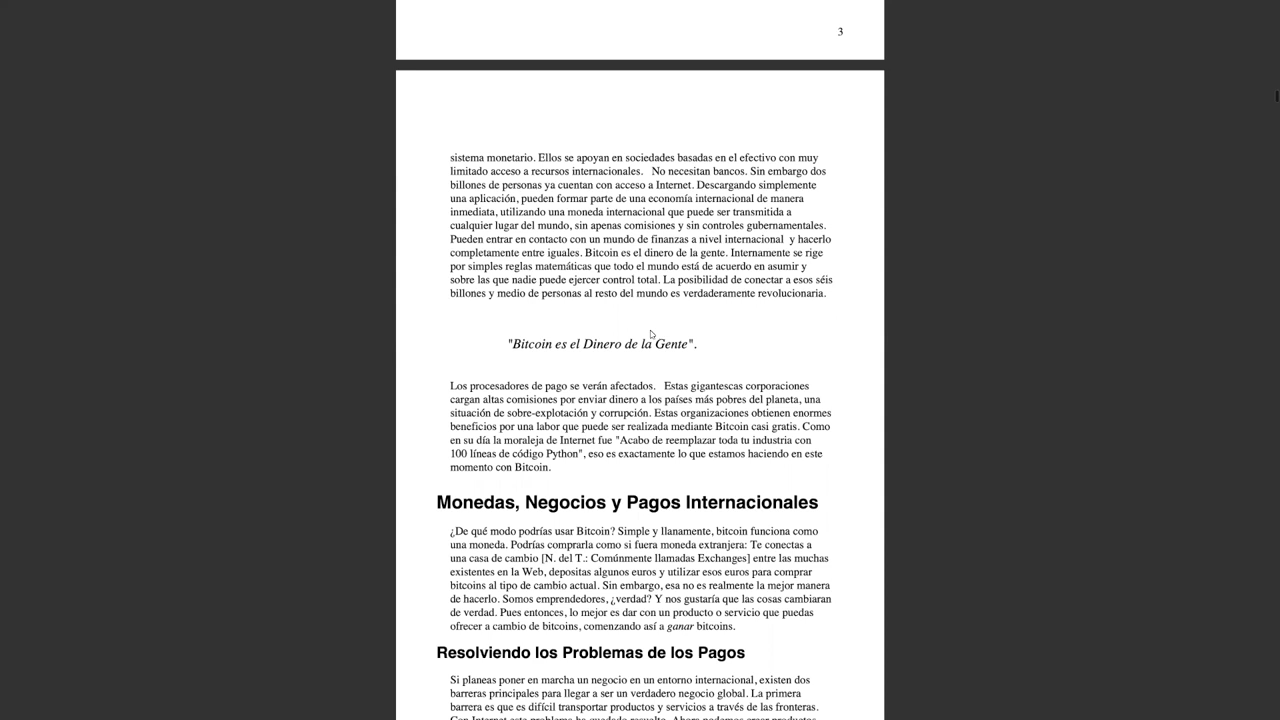 3
sistema monetario. Ellos se apoyan en sociedades basadas en el efectivo con muy
limitado acceso a recursos internacionales. No necesitan bancos. Sin embargo dos
billones de personas ya cuentan con acceso a Internet. Descargando simplemente
una aplicación, pueden formar parte de una economía internacional de manera
inmediata, utilizando una moneda internacional que puede ser transmitida a
cualquier lugar del mundo, sin apenas comisiones y sin controles gubernamentales.
Pueden entrar en contacto con un mundo de finanzas a nivel internacional y hacerlo
completamente entre iguales. Bitcoin es el dinero de la gente. Internamente se rige
por simples reglas matemáticas que todo el mundo está de acuerdo en asumir y
sobre las que nadie puede ejercer control total. La posibilidad de conectar a esos séis
billones y medio de personas al resto del mundo es verdaderamente revolucionaria.
"Bitcoin es el Dinero de la Gente".
Los procesadores de pago se verán afectados. Estas gigantescas corporaciones
cargan altas comisiones por enviar dinero a los países más pobres del planeta, una
situación de sobre-explotación y corrupción. Estas organizaciones obtienen enormes
beneficios por una labor que puede ser realizada mediante Bitcoin casi gratis. Como
en su día la moraleja de Internet fue "Acabo de reemplazar toda tu industria con
100 líneas de código Python", eso es exactamente lo que estamos haciendo en este
momento con Bitcoin.
Monedas, Negocios y Pagos Internacionales
¿De qué modo podrías usar Bitcoin? Simple y llanamente, bitcoin funciona como
una moneda. Podrías comprarla como si fuera moneda extranjera: Te conectas a
una casa de cambio [N. del T.: Comúnmente llamadas Exchanges] entre las muchas
existentes en la Web, depositas algunos euros y utilizar esos euros para comprar
bitcoins al tipo de cambio actual. Sin embargo, esa no es realmente la mejor manera
de hacerlo. Somos emprendedores, ¿verdad? Y nos gustaría que las cosas cambiaran
de verdad. Pues entonces, lo mejor es dar con un producto o servicio que puedas
ofrecer a cambio de bitcoins, comenzando así a ganar bitcoins.
Resolviendo los Problemas de los Pagos
Si planeas poner en marcha un negocio en un entorno internacional, existen dos
barreras principales para llegar a ser un verdadero negocio global. La primera
barrera es que es difícil transportar productos y servicios a través de las fronteras.
Con Internet este problema ha quedado resuelto. Ahora podemos crear productos